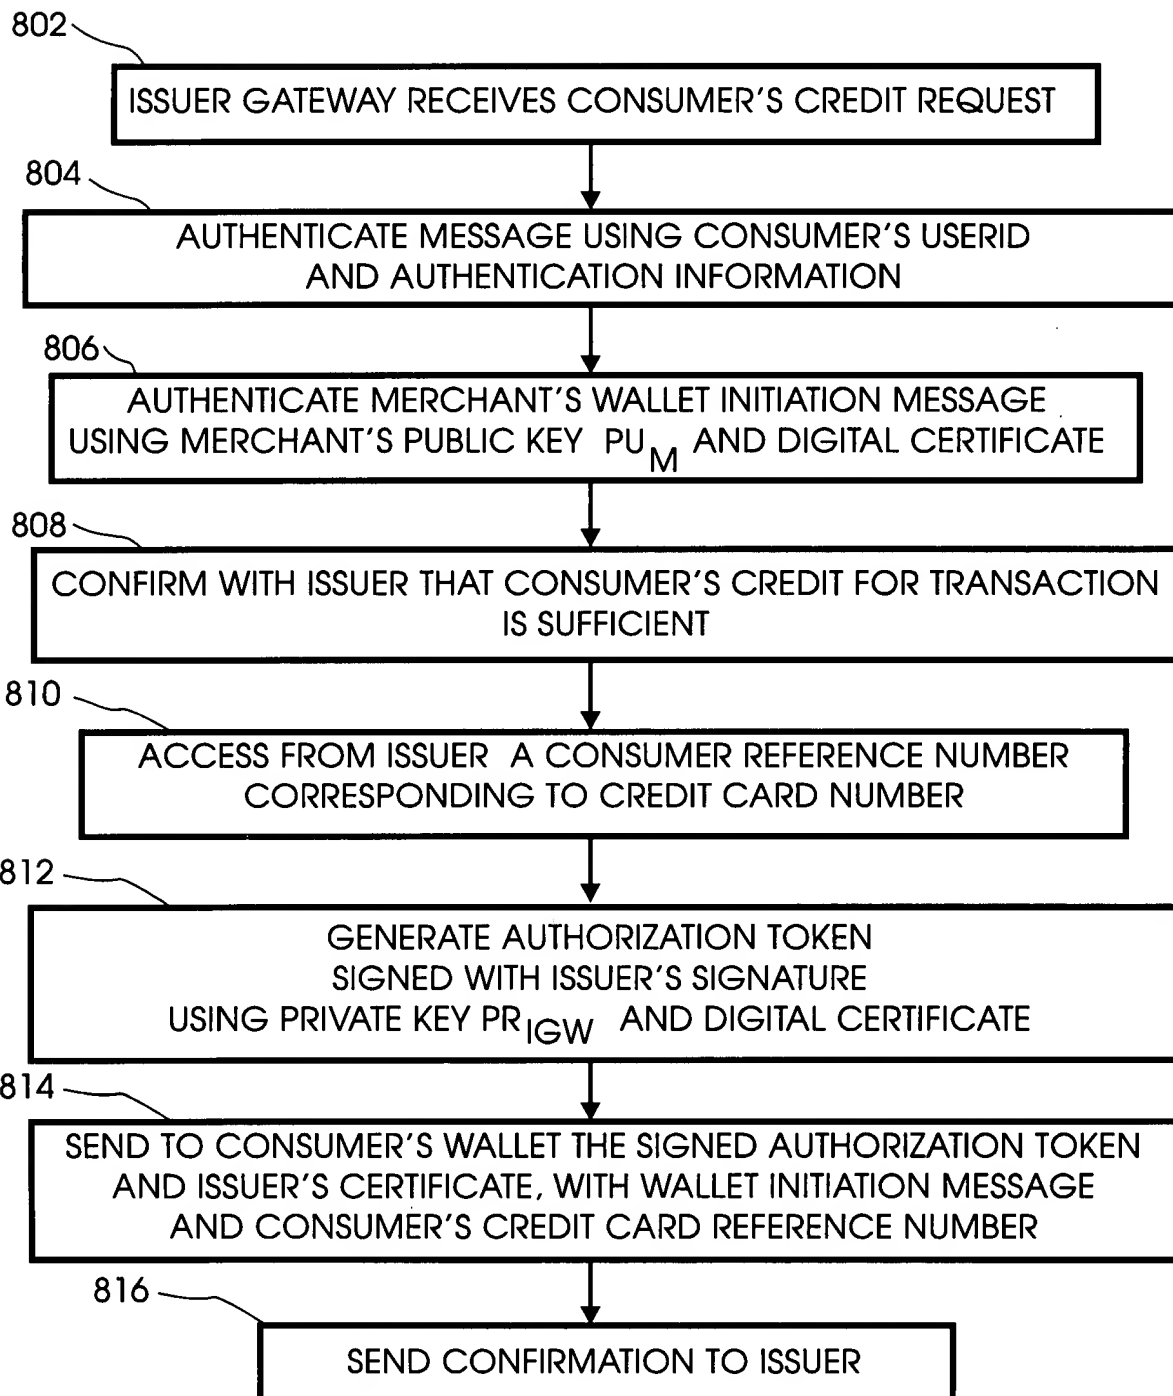 802
ISSUER GATEWAY RECEIVES CONSUMER'S CREDIT REQUEST
804
AUTHENTICATE MESSAGE USING CONSUMER'S USERID
AND AUTHENTICATION INFORMATION
806
AUTHENTICATE MERCHANT'S WALLET INITIATION MESSAGE
USING MERCHANT'S PUBLIC KEY PU_M AND DIGITAL CERTIFICATE
808
CONFIRM WITH ISSUER THAT CONSUMER'S CREDIT FOR TRANSACTION
IS SUFFICIENT
810
ACCESS FROM ISSUER A CONSUMER REFERENCE NUMBER
CORRESPONDING TO CREDIT CARD NUMBER
812
GENERATE AUTHORIZATION TOKEN
SIGNED WITH ISSUER'S SIGNATURE
USING PRIVATE KEY PR_IGW AND DIGITAL CERTIFICATE
814
SEND TO CONSUMER'S WALLET THE SIGNED AUTHORIZATION TOKEN
AND ISSUER'S CERTIFICATE, WITH WALLET INITIATION MESSAGE
AND CONSUMER'S CREDIT CARD REFERENCE NUMBER
816
SEND CONFIRMATION TO ISSUER